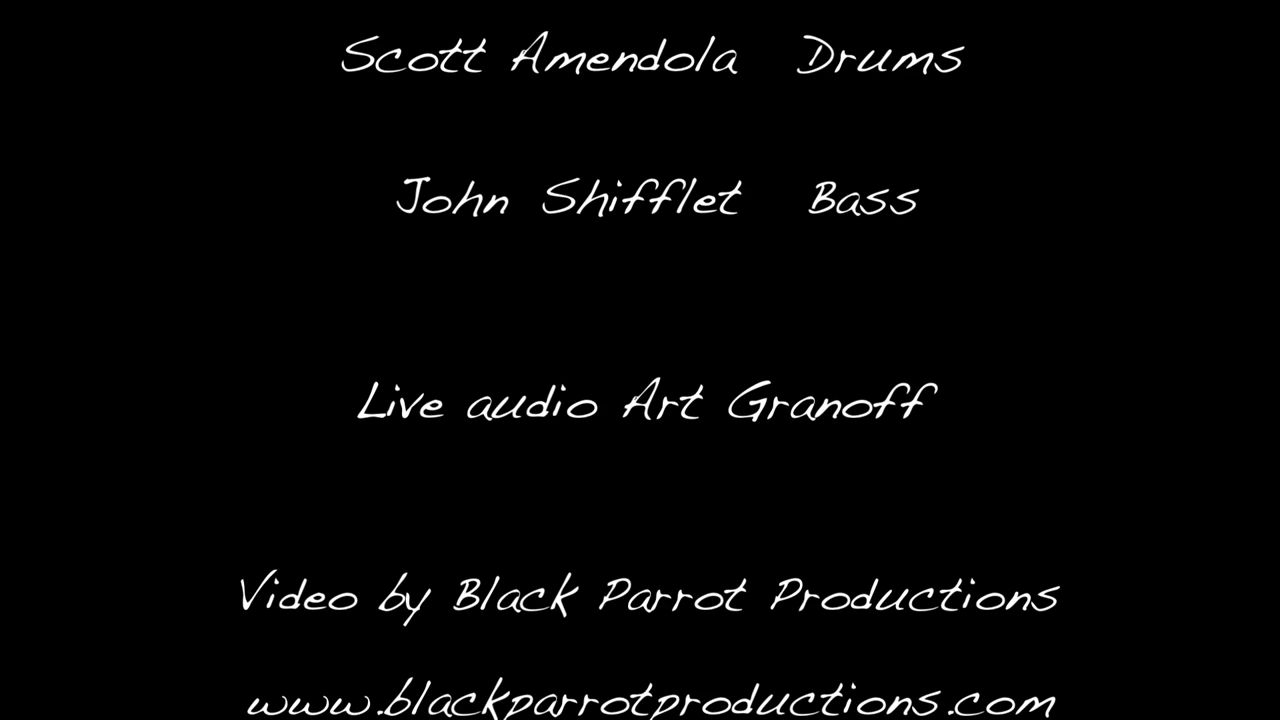 Scott Amendola Drums
John Shifflet Bass
Live audio Art Granoff
Video by Black Parrot Productions
www.blackparrotproductions.com